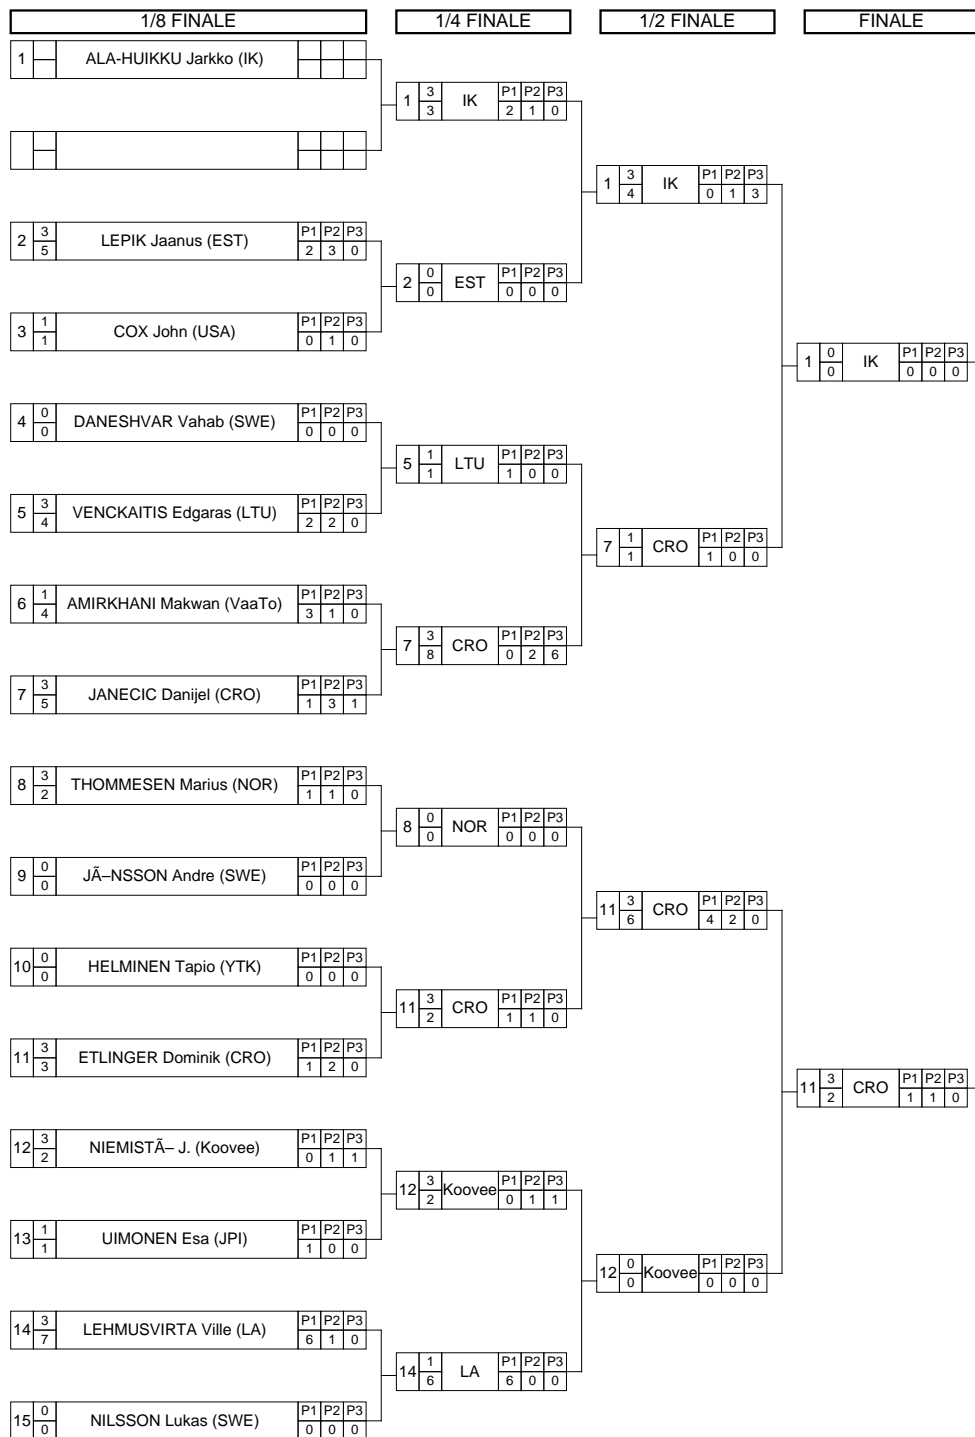 1/8 FINALE 1/4 FINALE 1/2 FINALE FINALE
1 ALA-HUIKKU Jarkko (IK)
1 3 3 IK P1 P2 P3 2 1 0
1 3 4 IK P1 P2 P3 0 1 3
2 3 5 LEPIK Jaanus (EST) P1 P2 P3 2 3 0
2 0 0 EST P1 P2 P3 0 0 0
3 1 1 COX John (USA) P1 P2 P3 0 1 0
1 0 0 IK P1 P2 P3 0 0 0
4 0 0 DANESHVAR Vahab (SWE) P1 P2 P3 0 0 0
5 1 1 LTU P1 P2 P3 1 0 0
5 3 4 VENCKAITIS Edgaras (LTU) P1 P2 P3 2 2 0
7 1 1 CRO P1 P2 P3 1 0 0
6 1 4 AMIRKHANI Makwan (VaaTo) P1 P2 P3 3 1 0
7 3 8 CRO P1 P2 P3 0 2 6
7 3 5 JANECIC Danijel (CRO) P1 P2 P3 1 3 1
8 3 2 THOMMESEN Marius (NOR) P1 P2 P3 1 1 0
8 0 0 NOR P1 P2 P3 0 0 0
9 0 0 JÃ–NSSON Andre (SWE) P1 P2 P3 0 0 0
11 3 6 CRO P1 P2 P3 4 2 0
10 0 0 HELMINEN Tapio (YTK) P1 P2 P3 0 0 0
11 3 2 CRO P1 P2 P3 1 1 0
11 3 3 ETLINGER Dominik (CRO) P1 P2 P3 1 2 0
11 3 2 CRO P1 P2 P3 1 1 0
12 3 2 NIEMISTÃ– J. (Koovee) P1 P2 P3 0 1 1
12 3 2 Koovee P1 P2 P3 0 1 1
13 1 1 UIMONEN Esa (JPI) P1 P2 P3 1 0 0
12 0 0 Koovee P1 P2 P3 0 0 0
14 3 7 LEHMUSVIRTA Ville (LA) P1 P2 P3 6 1 0
14 1 6 LA P1 P2 P3 6 0 0
15 0 0 NILSSON Lukas (SWE) P1 P2 P3 0 0 0